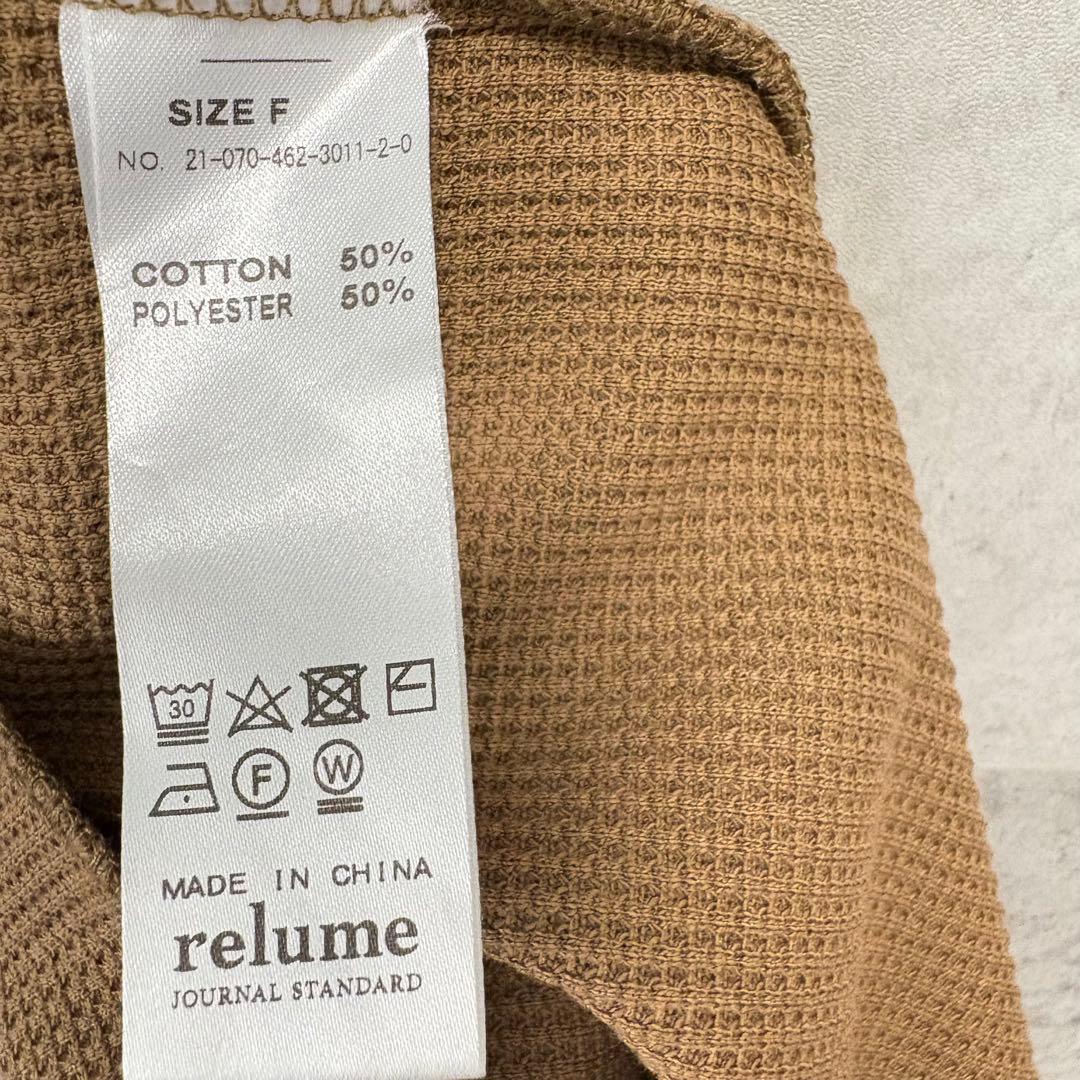 SIZE F
NO. 21-070-462-3011-2-0
COTTON 50%
POLYESTER 50%
30
F W
MADE IN CHINA
relume
JOURNAL STANDARD